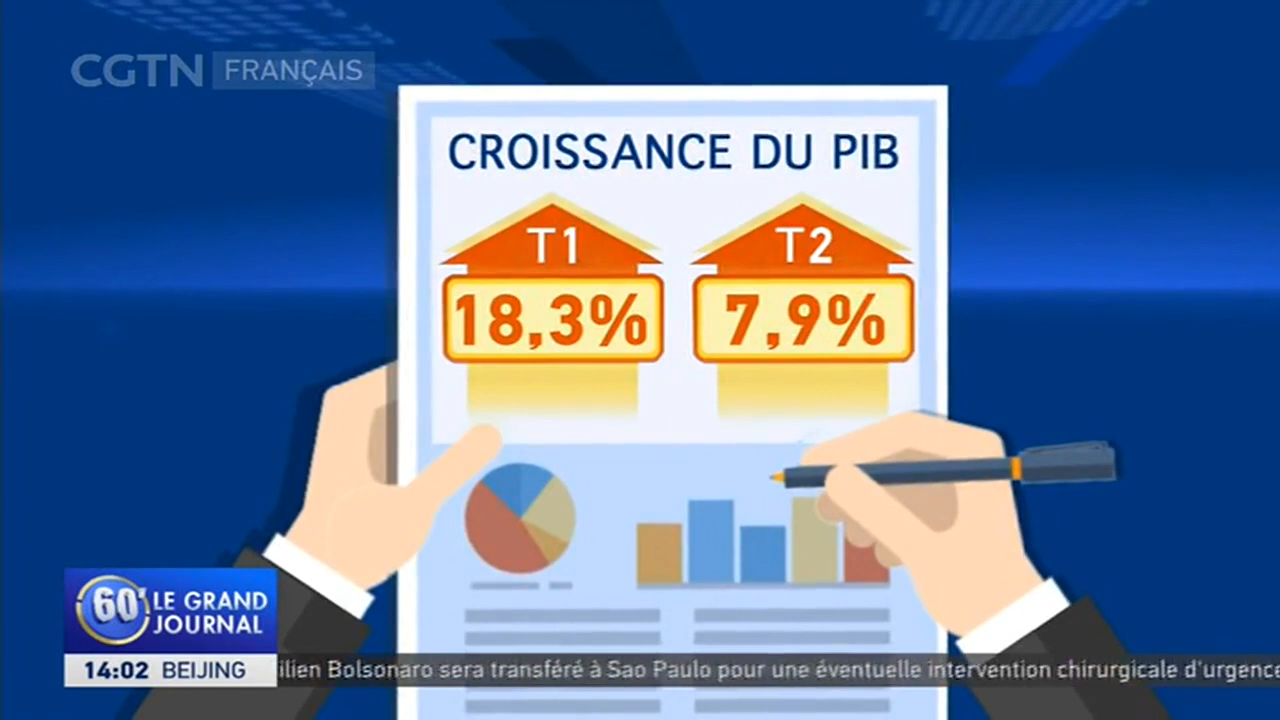 CGTN FRANÇAIS
CROISSANCE DU PIB
T1 T2
18,3% 7,9%
60' LE GRAND
JOURNAL
14:02 BEIJING
ilien Bolsonaro sera transféré à Sao Paulo pour une éventuelle intervention chirurgicale d'urgence